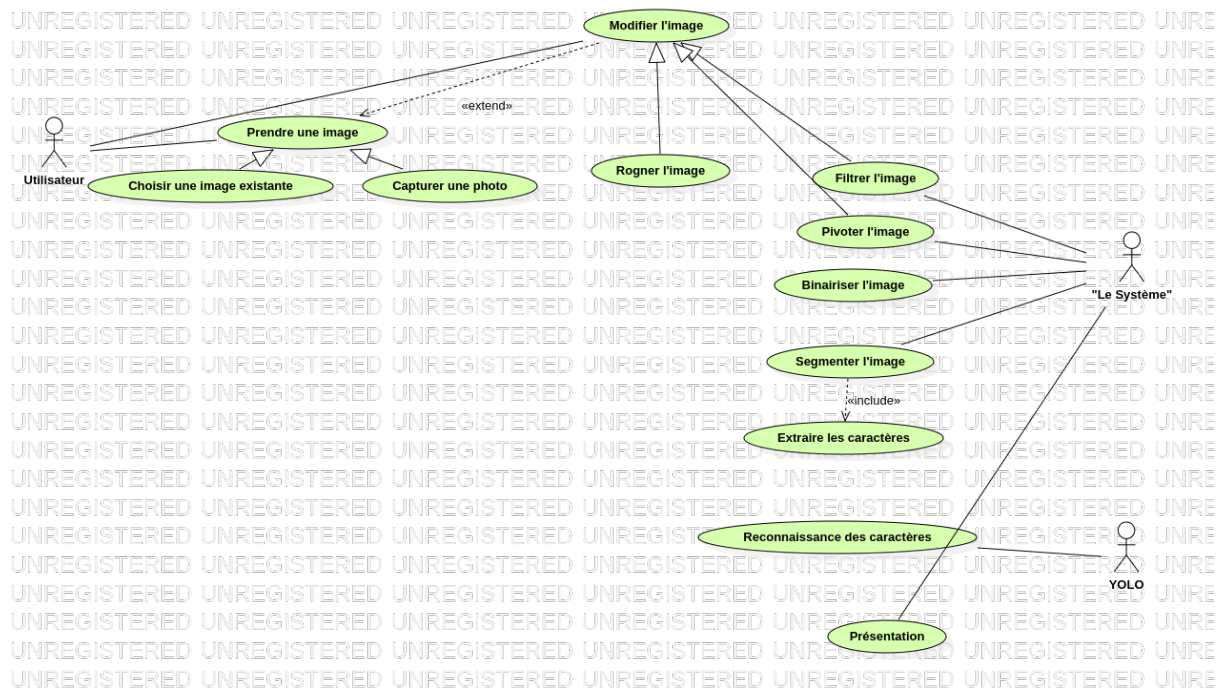 UNREGISTERED
Modifier l'image
«extend»
Prendre une image
Utilisateur
Choisir une image existante
Capturer une photo
Rogner l'image
Filtrer l'image
Pivoter l'image
Binairiser l'image
"Le Système"
Segmenter l'image
«include»
Extraire les caractères
Reconnaissance des caractères
YOLO
Présentation